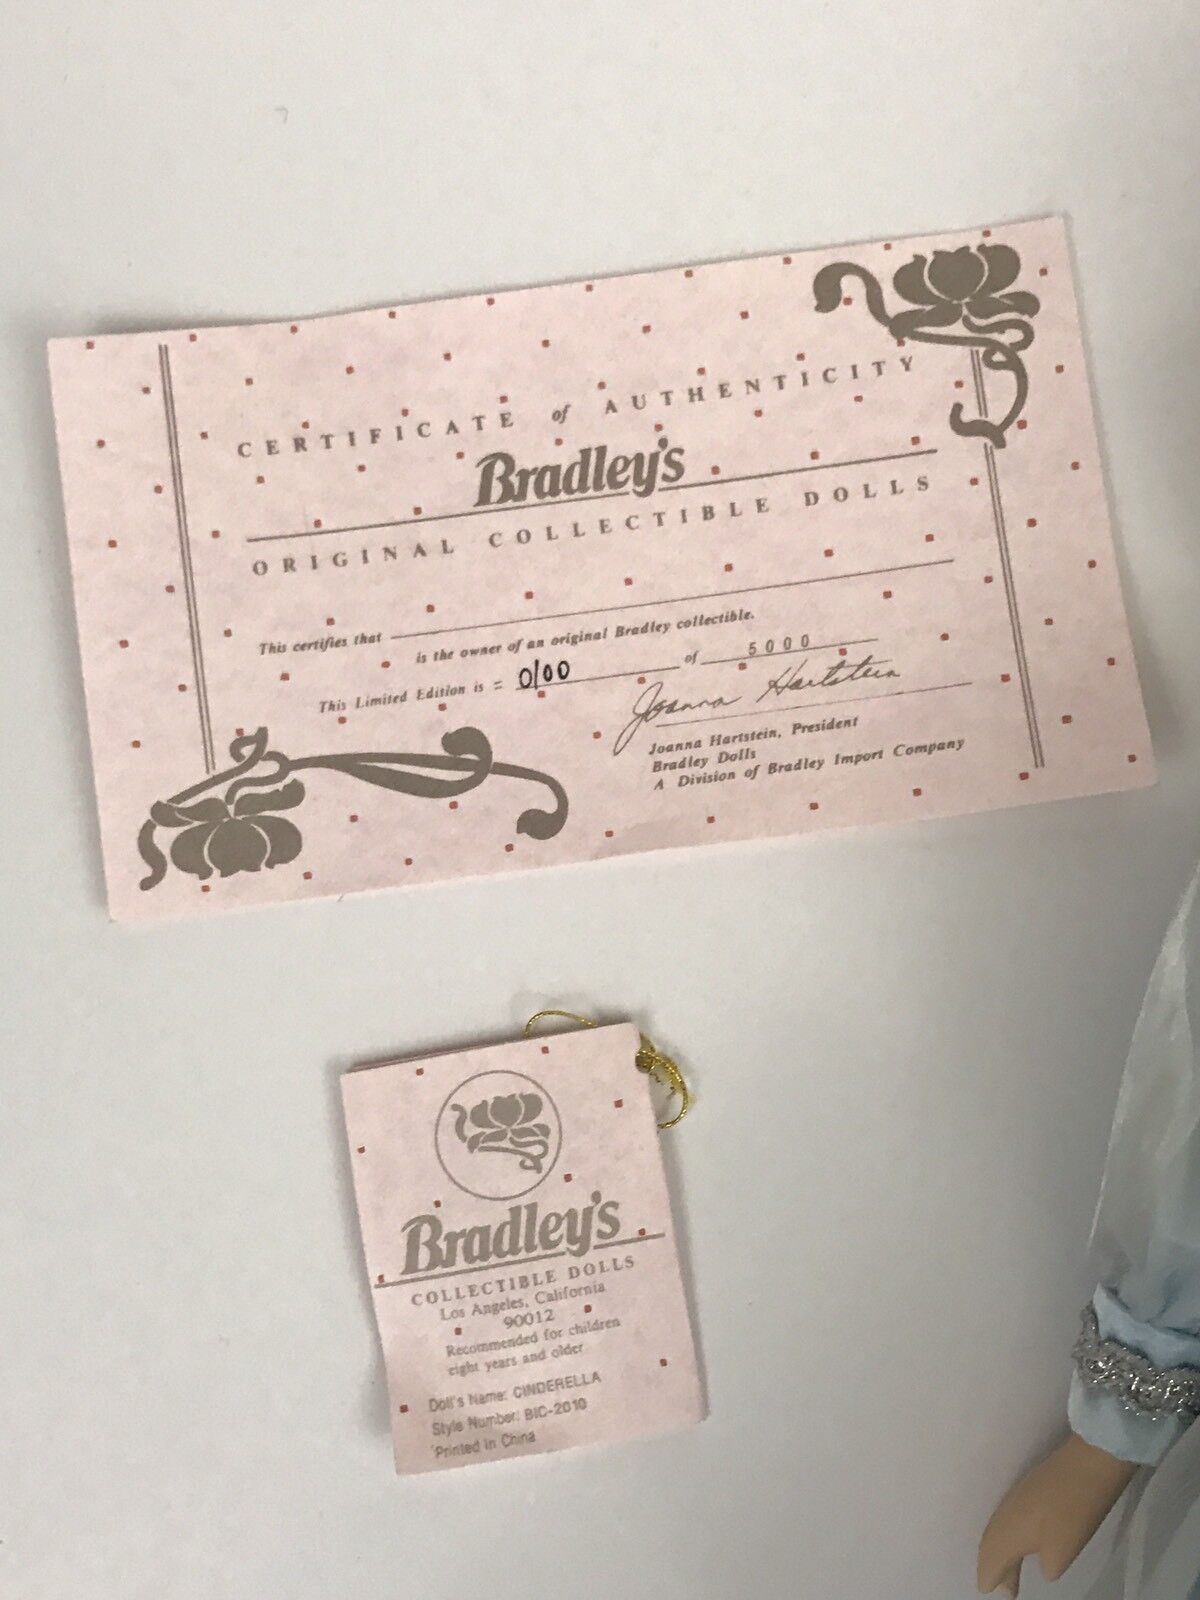 CERTIFICATE of AUTHENTICITY
Bradley's
ORIGINAL COLLECTIBLE DOLLS
This certifies that
is the owner of an original Bradley collectible.
This Limited Edition is = 0100 of 5000
Joanna Hartstein
Joanna Hartstein, President
Bradley Dolls
A Division of Bradley Import Company
Bradley's
COLLECTIBLE DOLLS
Los Angeles, California
90012
Recommended for children
eight years and older
Doll's Name: CINDERELLA
Style Number: BIC-2010
Printed in China